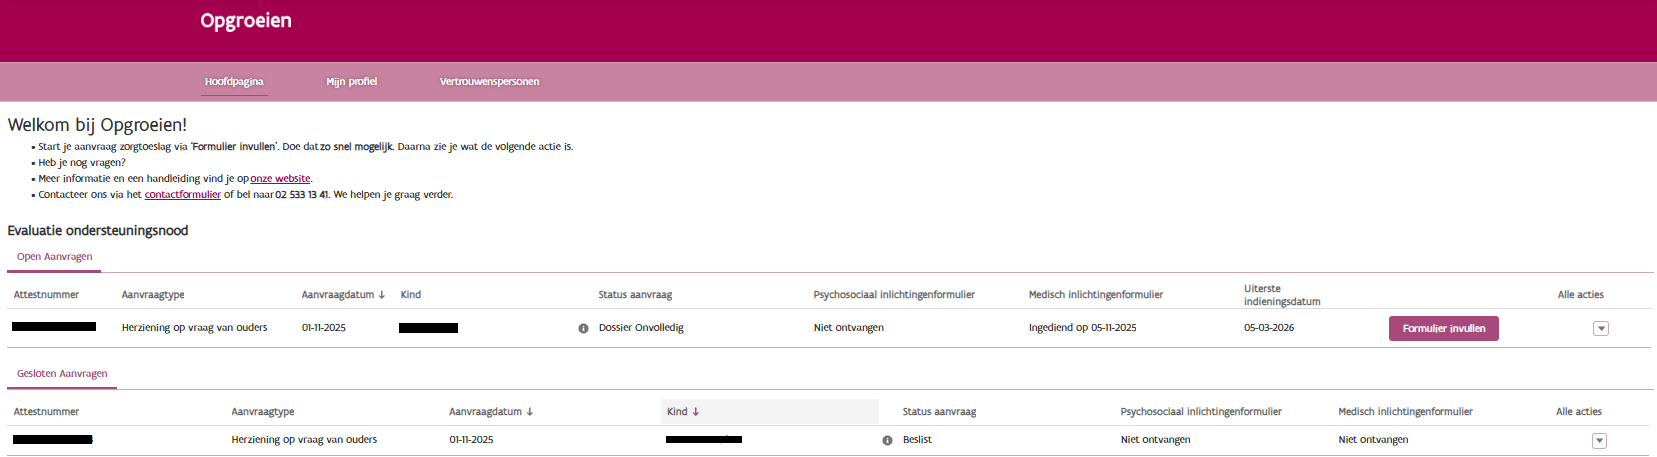 Opgroeien
Hoofdpagina Mijn profiel Vertrouwenspersonen
Welkom bij Opgroeien!
• Start je aanvraag zorgtoeslag via 'Formulier invullen'. Doe dat zo snel mogelijk. Daarna zie je wat de volgende actie is.
• Heb je nog vragen?
• Meer informatie en een handleiding vind je op onze website.
• Contacteer ons via het contactformulier of bel naar 02 533 13 41. We helpen je graag verder.
Evaluatie ondersteuningsnood
Open Aanvragen
Attestnummer Aanvraagtype Aanvraagdatum ↓ Kind Status aanvraag Psychosociaal inlichtingenformulier Medisch inlichtingenformulier Uiterste indieningsdatum Alle acties
Herziening op vraag van ouders 01-11-2025 Dossier Onvolledig Niet ontvangen Ingediend op 05-11-2025 05-03-2026 Formulier invullen
Gesloten Aanvragen
Attestnummer Aanvraagtype Aanvraagdatum ↓ Kind ↓ Status aanvraag Psychosociaal inlichtingenformulier Medisch inlichtingenformulier Alle acties
Herziening op vraag van ouders 01-11-2025 Beslist Niet ontvangen Niet ontvangen